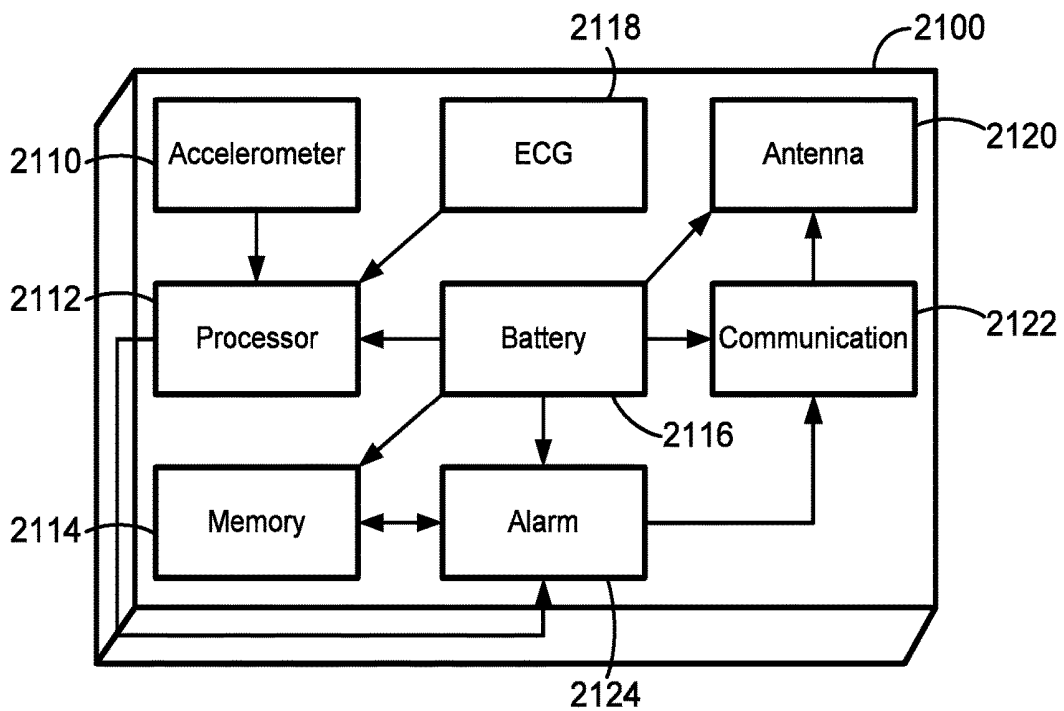 2118
2100
2110
Accelerometer
ECG
Antenna
2120
2112
Processor
Battery
Communication
2122
2116
2114
Memory
Alarm
2124